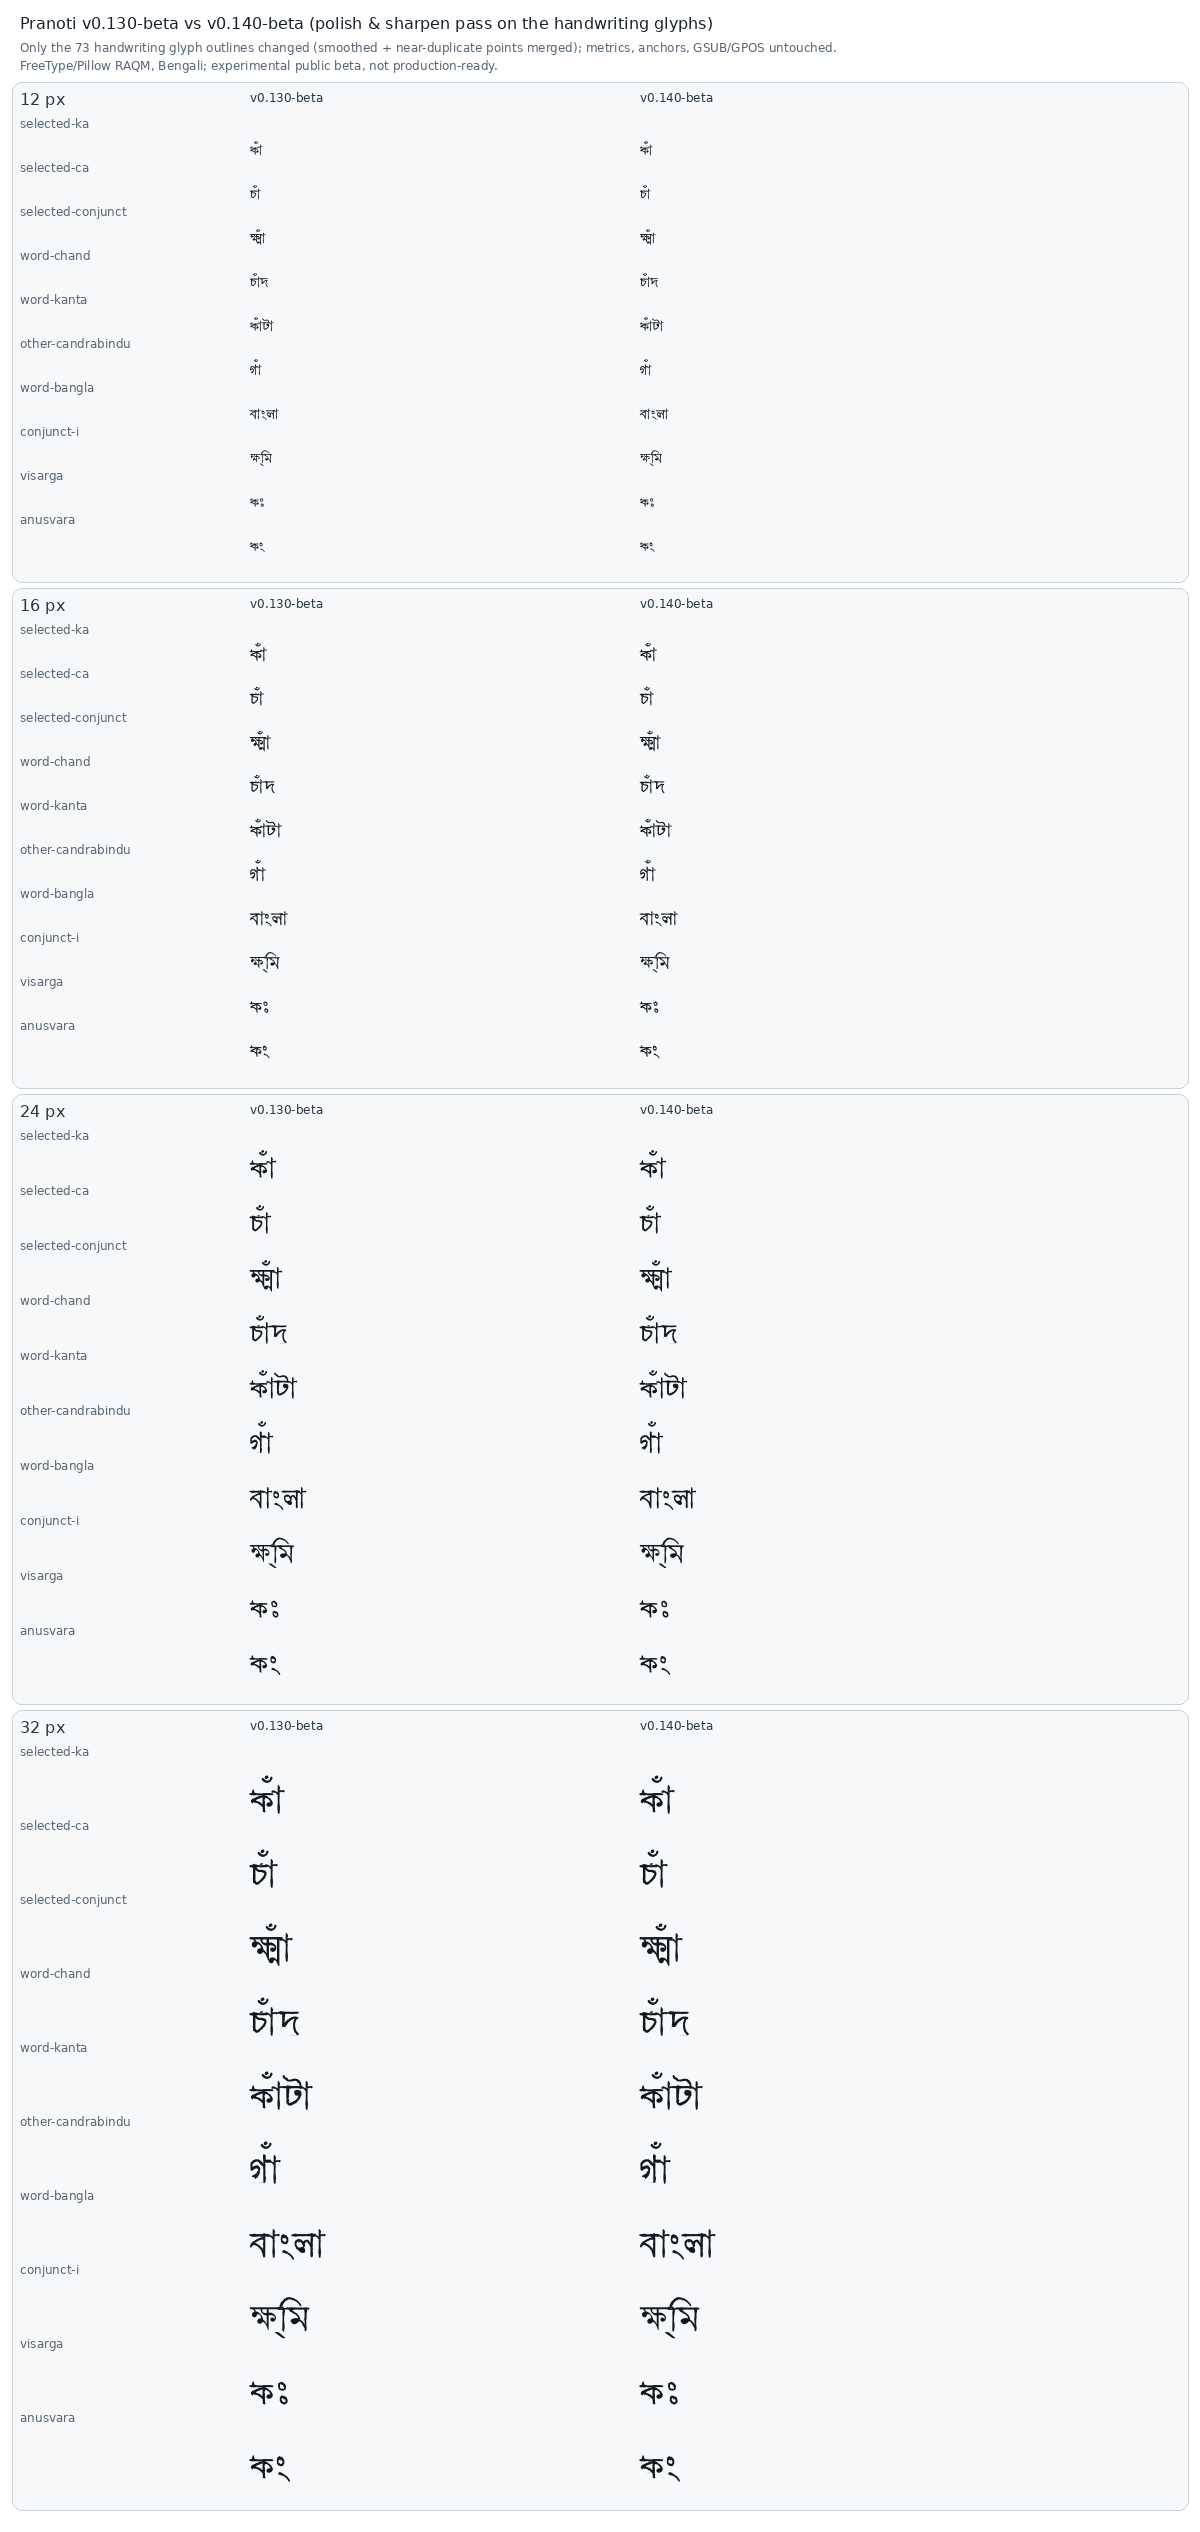 Pranoti v0.130-beta vs v0.140-beta (polish & sharpen pass on the handwriting glyphs)
Only the 73 handwriting glyph outlines changed (smoothed + near-duplicate points merged); metrics, anchors, GSUB/GPOS untouched.
FreeType/Pillow RAQM, Bengali; experimental public beta, not production-ready.
12 px v0.130-beta v0.140-beta
selected-ka
কাঁ কাঁ
selected-ca
চাঁ চাঁ
selected-conjunct
ক্ষ্মাঁ ক্ষ্মাঁ
word-chand
চাঁদ চাঁদ
word-kanta
কাঁটা কাঁটা
other-candrabindu
গাঁ গাঁ
word-bangla
বাংলা বাংলা
conjunct-i
ক্ষ্‌মি ক্ষ্‌মি
visarga
কঃ কঃ
anusvara
কং কং
16 px v0.130-beta v0.140-beta
selected-ka
কাঁ কাঁ
selected-ca
চাঁ চাঁ
selected-conjunct
ক্ষ্মাঁ ক্ষ্মাঁ
word-chand
চাঁদ চাঁদ
word-kanta
কাঁটা কাঁটা
other-candrabindu
গাঁ গাঁ
word-bangla
বাংলা বাংলা
conjunct-i
ক্ষ্‌মি ক্ষ্‌মি
visarga
কঃ কঃ
anusvara
কং কং
24 px v0.130-beta v0.140-beta
selected-ka
কাঁ কাঁ
selected-ca
চাঁ চাঁ
selected-conjunct
ক্ষ্মাঁ ক্ষ্মাঁ
word-chand
চাঁদ চাঁদ
word-kanta
কাঁটা কাঁটা
other-candrabindu
গাঁ গাঁ
word-bangla
বাংলা বাংলা
conjunct-i
ক্ষ্‌মি ক্ষ্‌মি
visarga
কঃ কঃ
anusvara
কং কং
32 px v0.130-beta v0.140-beta
selected-ka
কাঁ কাঁ
selected-ca
চাঁ চাঁ
selected-conjunct
ক্ষ্মাঁ ক্ষ্মাঁ
word-chand
চাঁদ চাঁদ
word-kanta
কাঁটা কাঁটা
other-candrabindu
গাঁ গাঁ
word-bangla
বাংলা বাংলা
conjunct-i
ক্ষ্‌মি ক্ষ্‌মি
visarga
কঃ কঃ
anusvara
কং কং